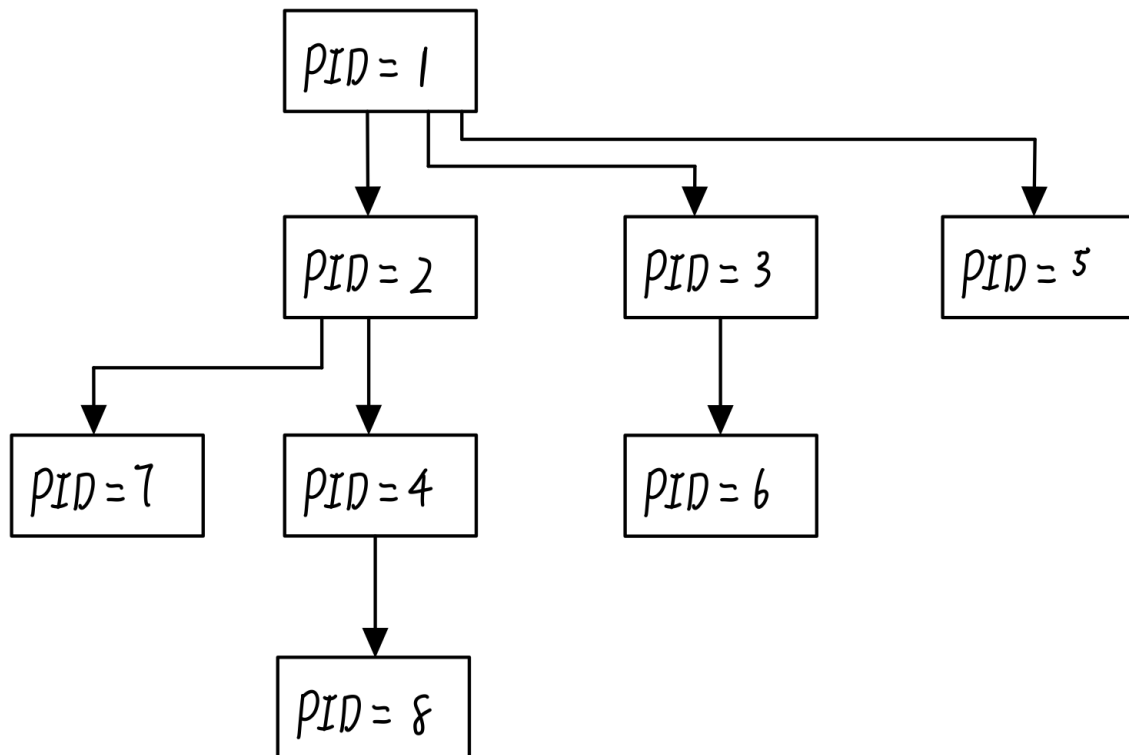 PID = 1
PID = 2
PID = 3
PID = 5
PID = 7
PID = 4
PID = 6
PID = 8